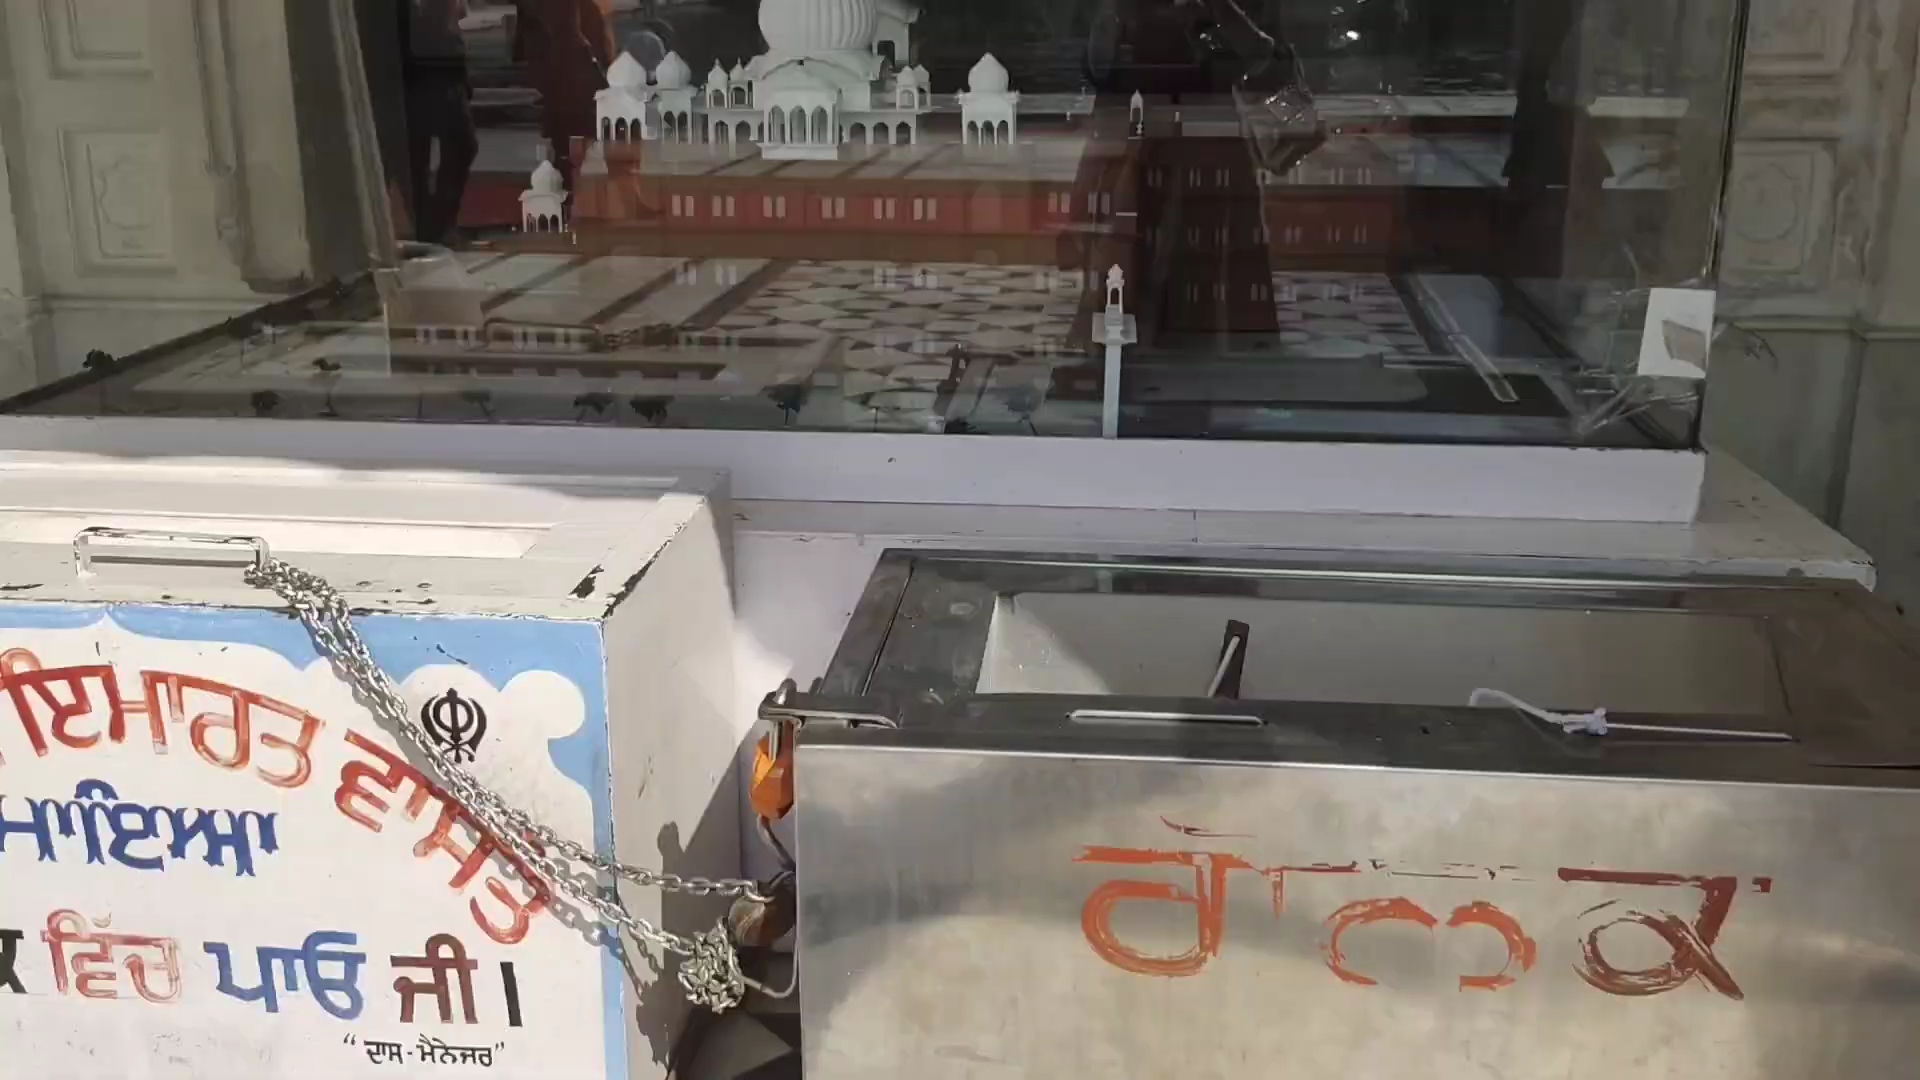 ਇਮਾਰਤ ਵਾਸਤੇ
ਮਾਇਆ
ਵਿੱਚ ਪਾਓ ਜੀ।
“ਦਾਸ-ਮੈਨੇਜਰ”
ਗੋਲਕ